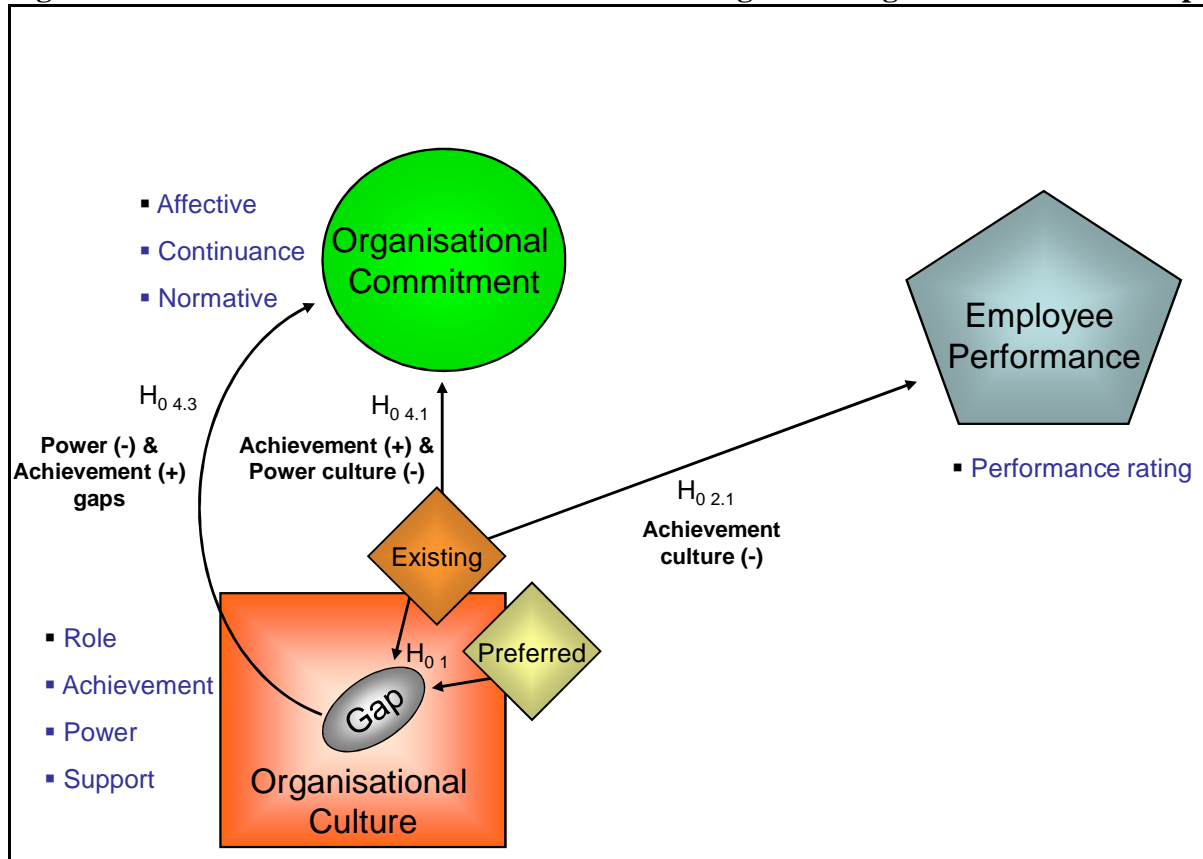 ▪ Affective
▪ Continuance
▪ Normative
Organisational
Commitment
Employee
Performance
▪ Performance rating
H0 4.3
Power (-) &
Achievement (+)
gaps
H0 4.1
Achievement (+) &
Power culture (-)
H0 2.1
Achievement
culture (-)
Existing
Preferred
H0 1
Gap
▪ Role
▪ Achievement
▪ Power
▪ Support
Organisational
Culture